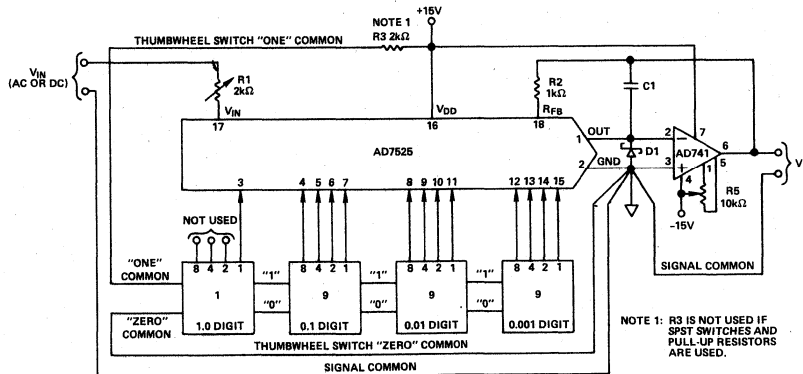 +15V
NOTE 1
R3 2kΩ
THUMBWHEEL SWITCH "ONE" COMMON
VIN
(AC OR DC)
R1
2kΩ
R2
1kΩ
C1
VIN
17
VDD
16
RFB
18
OUT
1
2
7
6
AD7525
D1
AD741
GND
2
3
5
1
4
R5
10kΩ
V
-15V
3
4 5 6 7
8 9 10 11
12 13 14 15
NOT USED
SIGNAL COMMON
"ONE"
COMMON
8 4 2 1
8 4 2 1
8 4 2 1
8 4 2 1
"1"
"1"
"1"
1
9
9
9
"0"
"0"
"0"
"ZERO"
COMMON
1.0 DIGIT
0.1 DIGIT
0.01 DIGIT
0.001 DIGIT
THUMBWHEEL SWITCH "ZERO" COMMON
SIGNAL COMMON
NOTE 1: R3 IS NOT USED IF
SPST SWITCHES AND
PULL-UP RESISTORS
ARE USED.